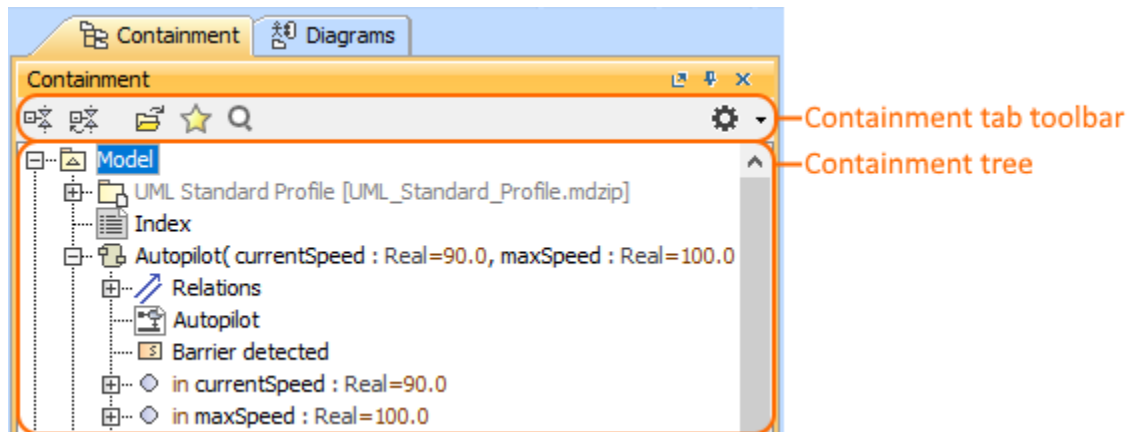 Containment Diagrams
Containment
Containment tab toolbar
Model
Containment tree
UML Standard Profile [UML_Standard_Profile.mdzip]
Index
Autopilot( currentSpeed : Real=90.0, maxSpeed : Real=100.0
Relations
Autopilot
Barrier detected
in currentSpeed : Real=90.0
in maxSpeed : Real=100.0